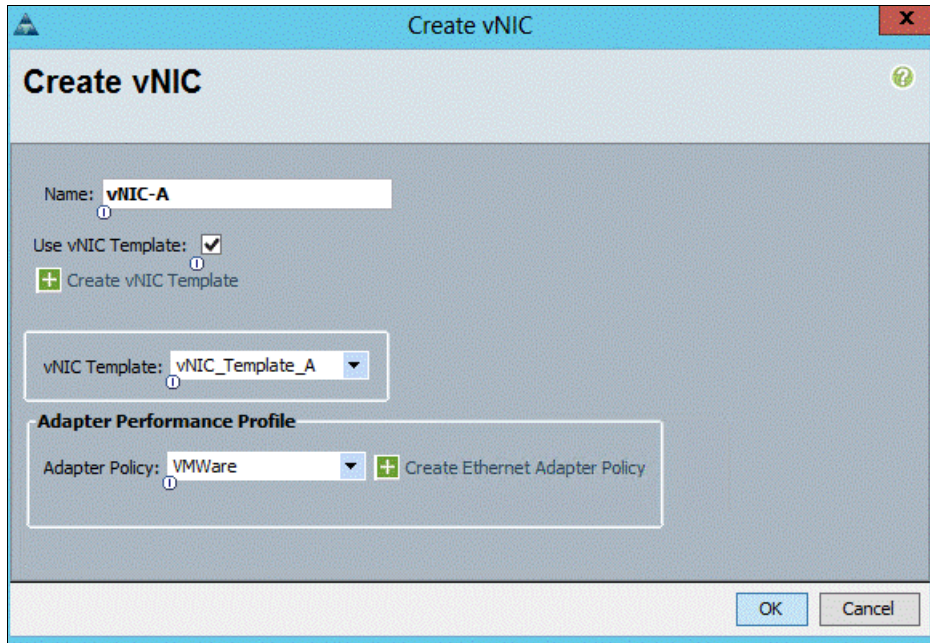 Create vNIC
X
Create vNIC
?
Name: vNIC-A
Use vNIC Template:
Create vNIC Template
vNIC Template: vNIC_Template_A
Adapter Performance Profile
Adapter Policy: VMWare Create Ethernet Adapter Policy
OK Cancel